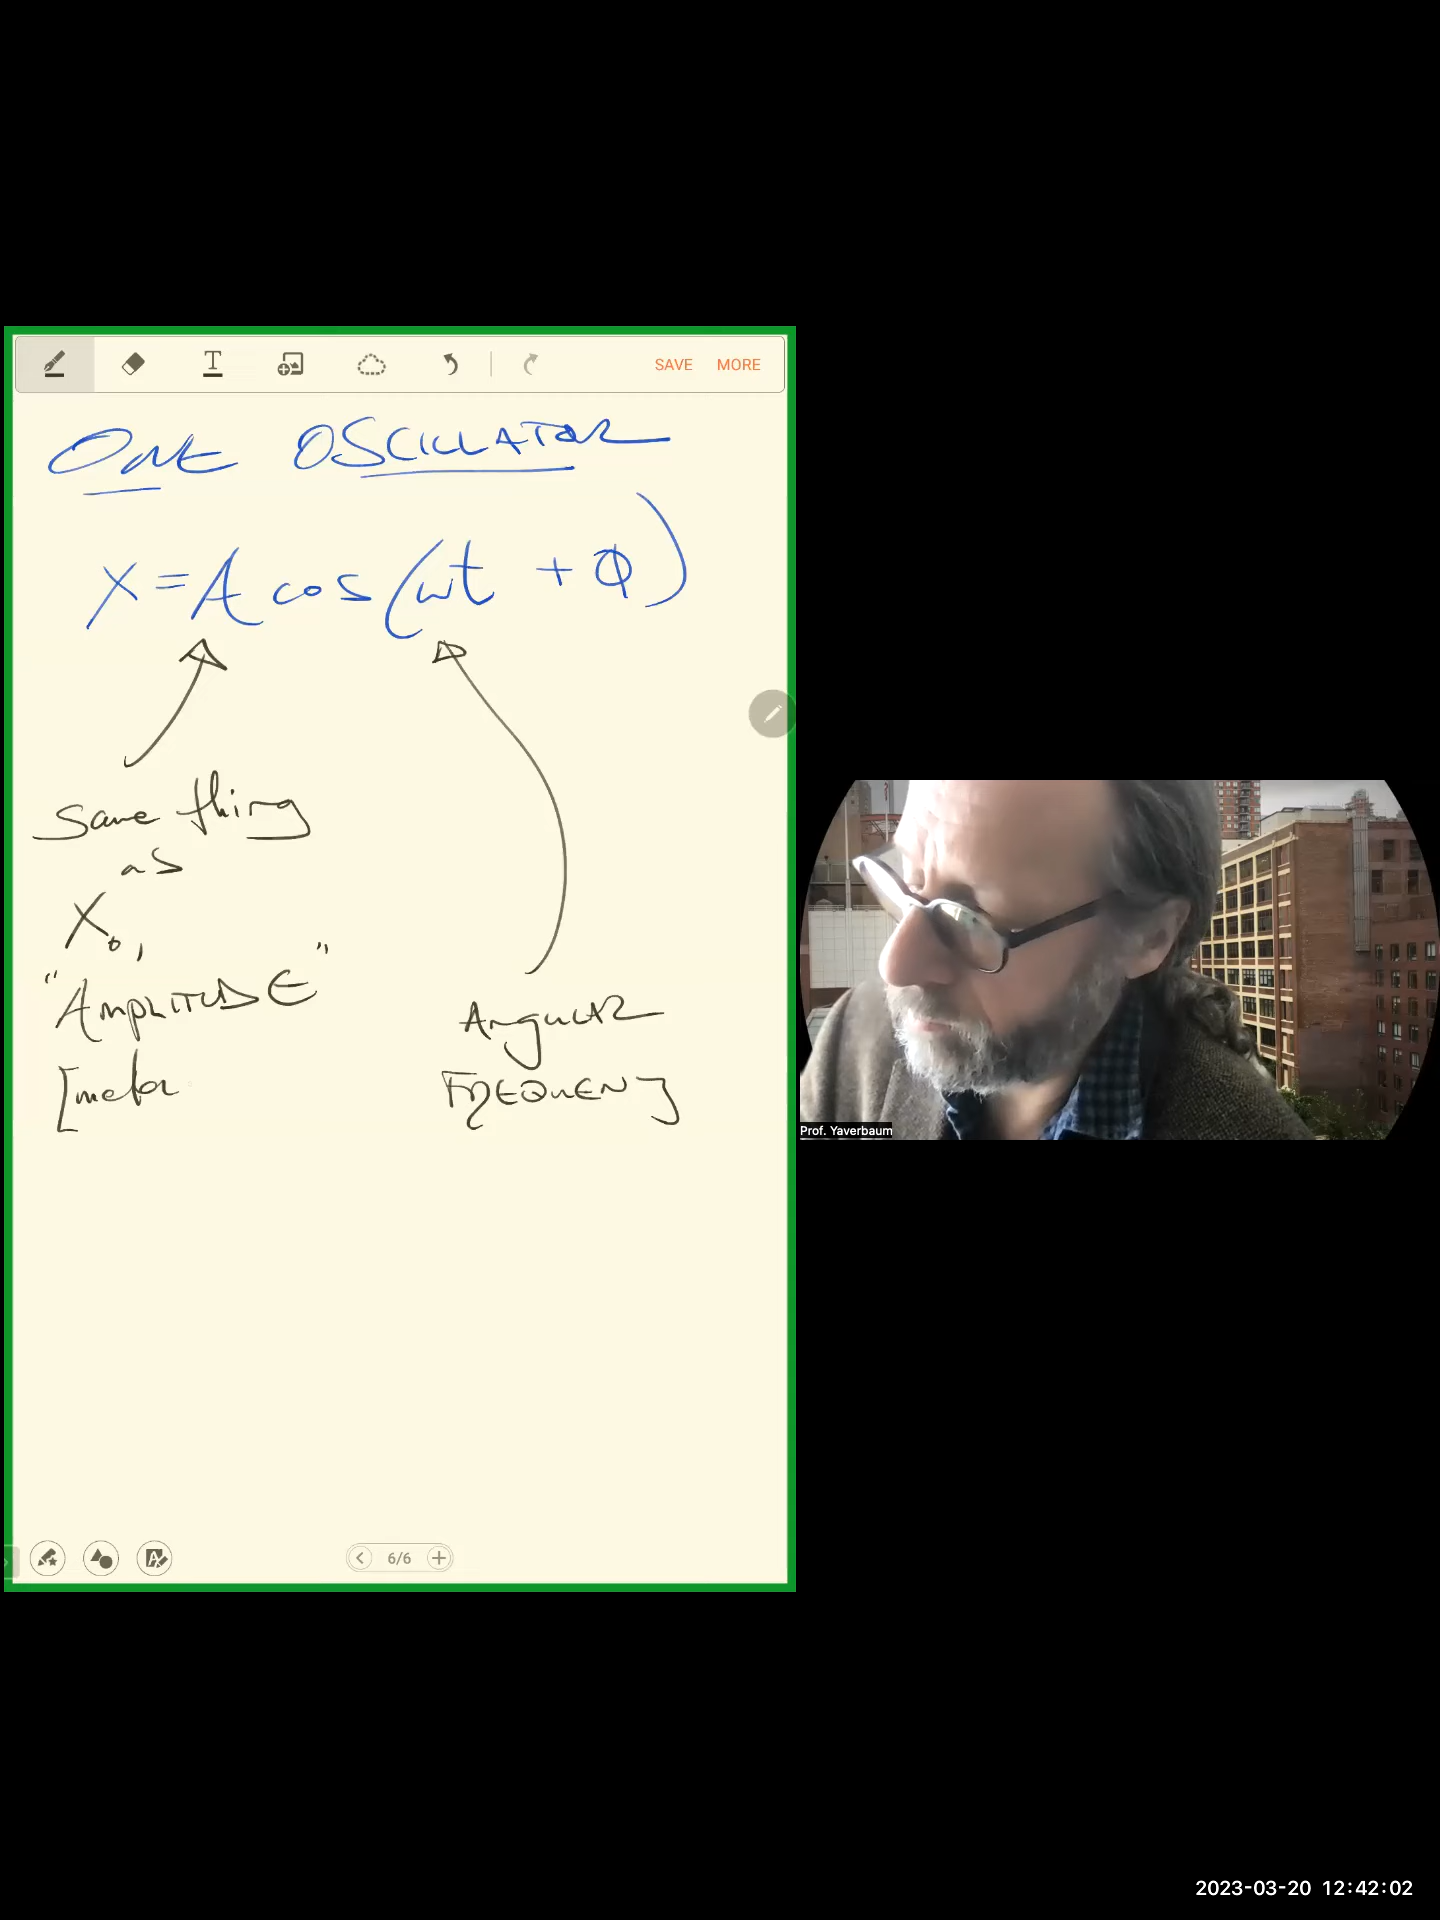 T
SAVE MORE
ONE OSCILLATOR
X = A cos(ωt + Φ)
Same thing
as
X₀,
"AMPLITUDE"
[meter
Angular
FREQUENCY
6/6
Prof. Yaverbaum
2023-03-20 12:42:02